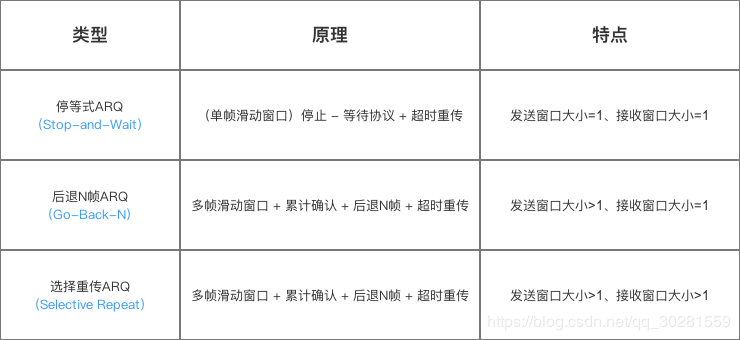 类型 原理 特点
停等式ARQ
（Stop-and-Wait）
（单帧滑动窗口）停止 - 等待协议 + 超时重传
发送窗口大小=1、接收窗口大小=1
后退N帧ARQ
（Go-Back-N）
多帧滑动窗口 + 累计确认 + 后退N帧 + 超时重传
发送窗口大小>1、接收窗口大小=1
选择重传ARQ
（Selective Repeat）
多帧滑动窗口 + 累计确认 + 后退N帧 + 超时重传
发送窗口大小>1、接收窗口大小>1
https://blog.csdn.net/qq_30281559